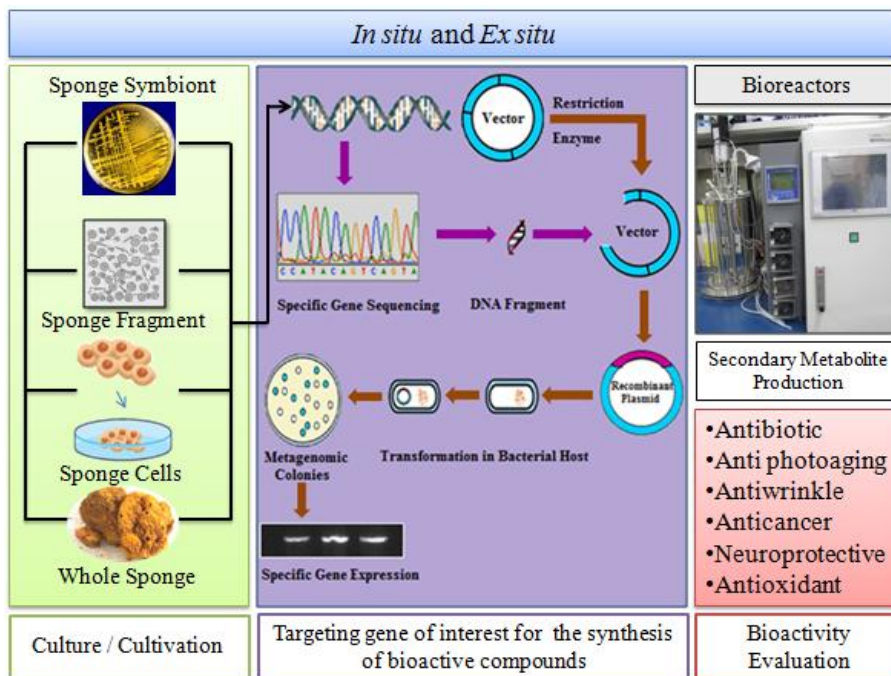 In situ and Ex situ
Sponge Symbiont
Sponge Fragment
Sponge Cells
Whole Sponge
Culture / Cultivation
Vector
Restriction
Enzyme
C C A T A C A G T C A G T A
Specific Gene Sequencing
DNA Fragment
Vector
Recombinant
Plasmid
Transformation in Bacterial Host
Metagenomic
Colonies
Specific Gene Expression
Targeting gene of interest for the synthesis
of bioactive compounds
Bioreactors
Secondary Metabolite
Production
•Antibiotic
•Anti photoaging
•Antiwrinkle
•Anticancer
•Neuroprotective
•Antioxidant
Bioactivity
Evaluation